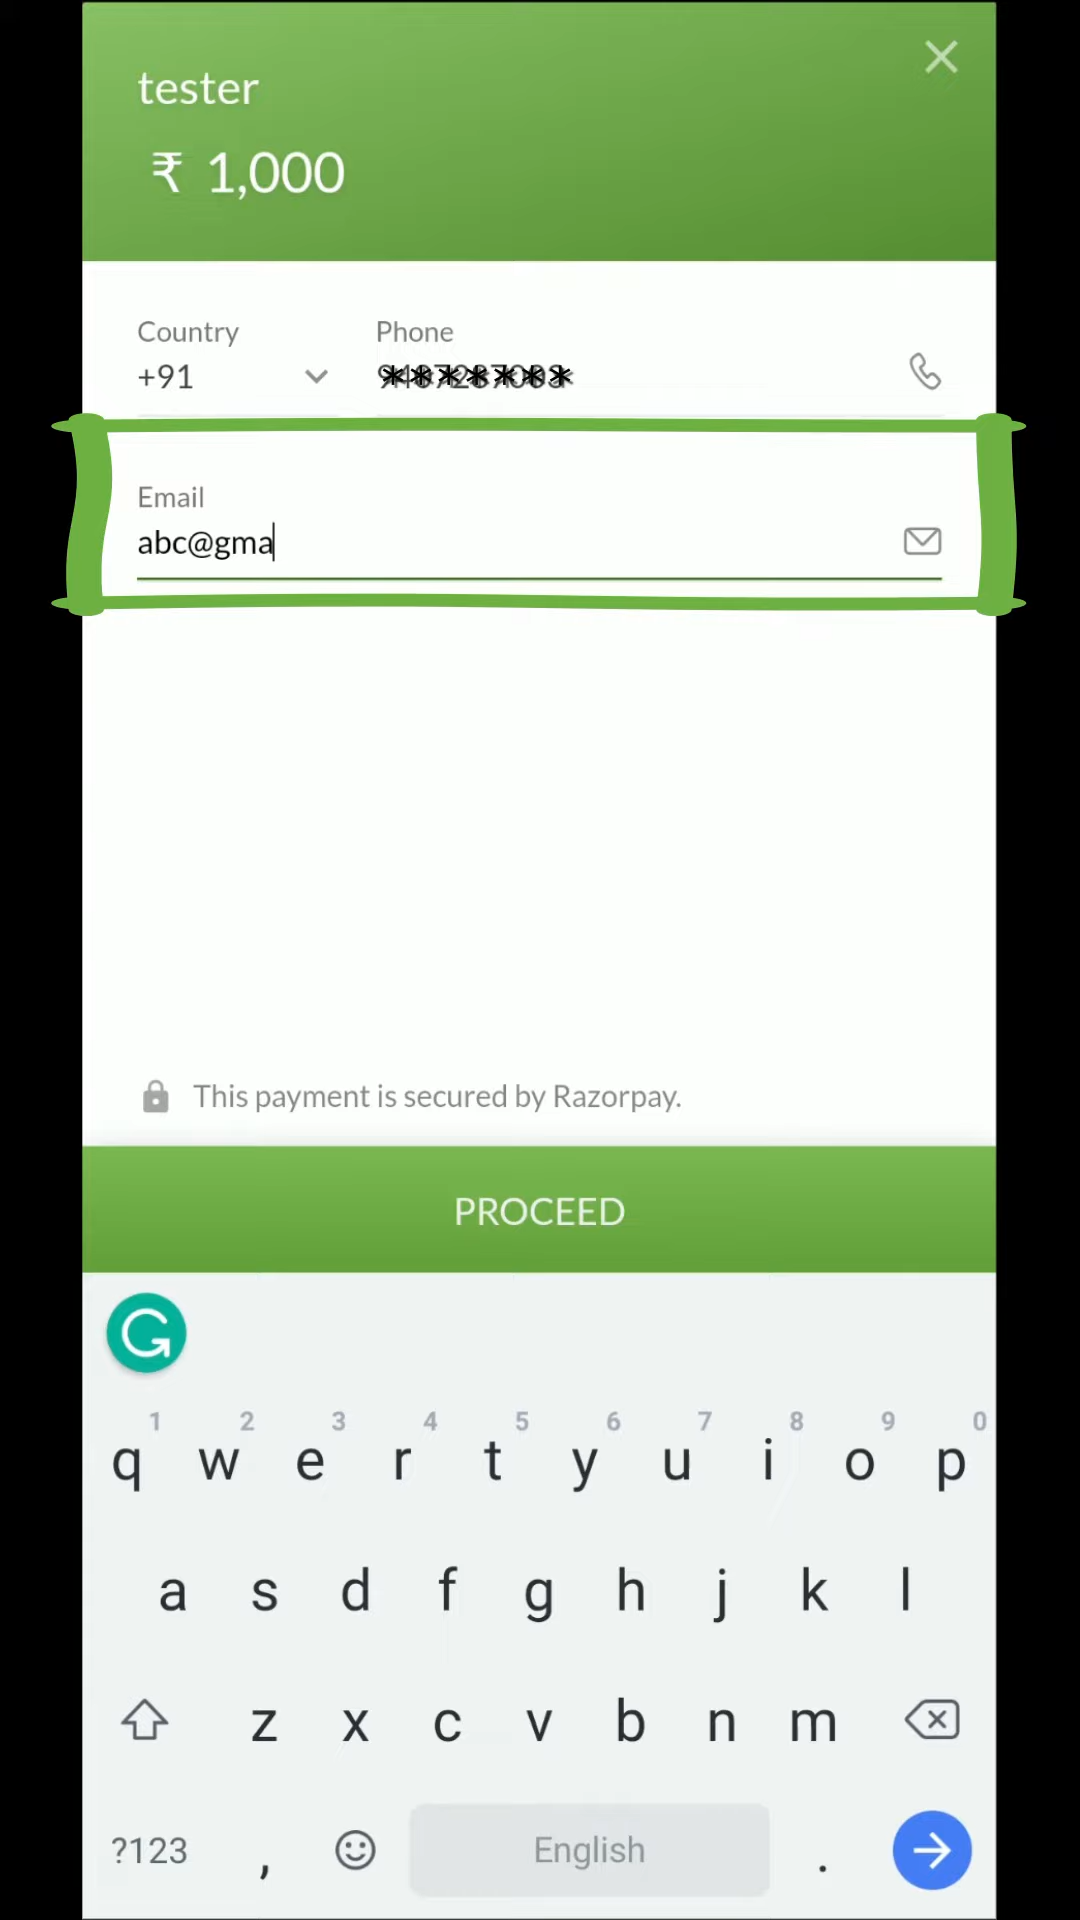 tester
₹ 1,000
Country
Phone
+91
Email
abc@gma
This payment is secured by Razorpay.
PROCEED
1 2 3 4 5 6 7 8 9 0
q w e r t y u i o p
a s d f g h j k l
z x c v b n m
?123 , English .